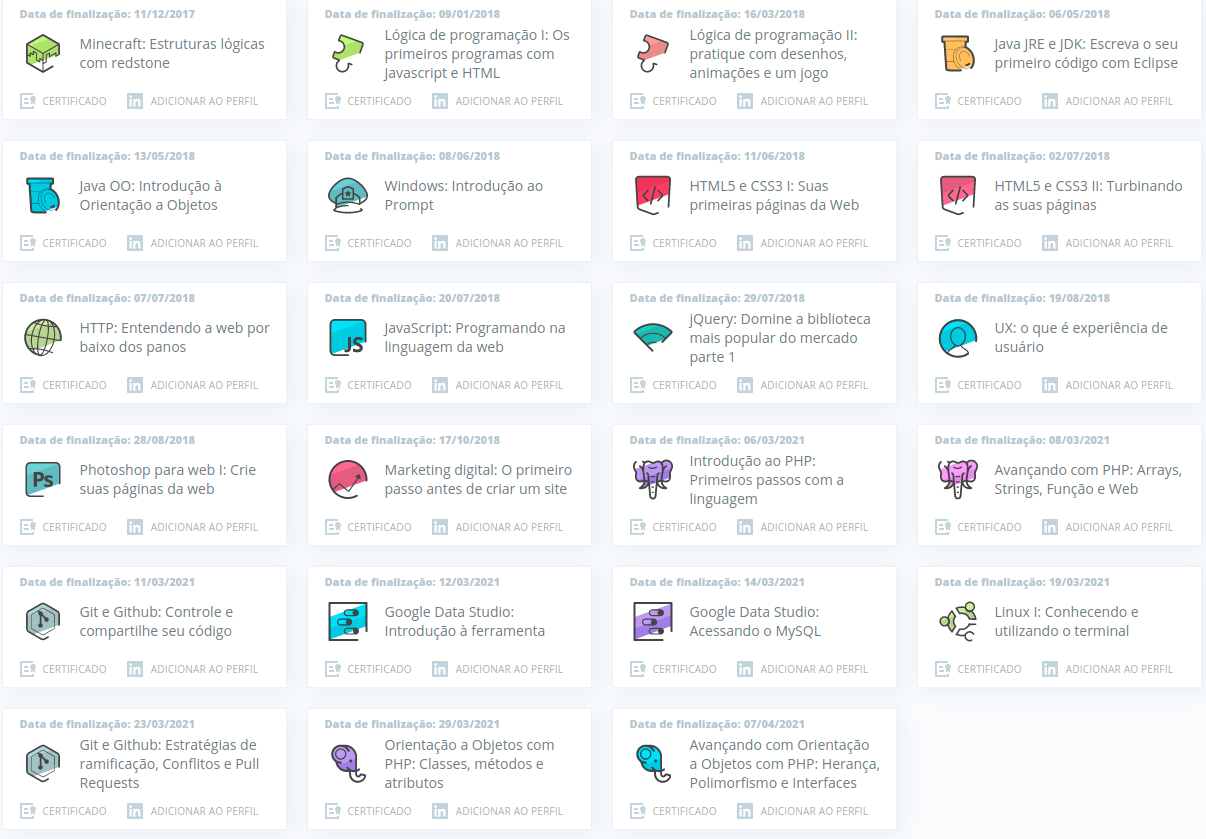 Data de finalização: 11/12/2017
Minecraft: Estruturas lógicas
com redstone
CERTIFICADO
ADICIONAR AO PERFIL
Data de finalização: 09/01/2018
Lógica de programação I: Os
primeiros programas com
Javascript e HTML
CERTIFICADO
ADICIONAR AO PERFIL
Data de finalização: 16/03/2018
Lógica de programação II:
pratique com desenhos,
animações e um jogo
CERTIFICADO
ADICIONAR AO PERFIL
Data de finalização: 06/05/2018
Java JRE e JDK: Escreva o seu
primeiro código com Eclipse
CERTIFICADO
ADICIONAR AO PERFIL
Data de finalização: 13/05/2018
Java OO: Introdução à
Orientação a Objetos
CERTIFICADO
ADICIONAR AO PERFIL
Data de finalização: 08/06/2018
Windows: Introdução ao
Prompt
CERTIFICADO
ADICIONAR AO PERFIL
Data de finalização: 11/06/2018
HTML5 e CSS3 I: Suas
primeiras páginas da Web
CERTIFICADO
ADICIONAR AO PERFIL
Data de finalização: 02/07/2018
HTML5 e CSS3 II: Turbinando
as suas páginas
CERTIFICADO
ADICIONAR AO PERFIL
Data de finalização: 07/07/2018
HTTP: Entendendo a web por
baixo dos panos
CERTIFICADO
ADICIONAR AO PERFIL
Data de finalização: 20/07/2018
JS
JavaScript: Programando na
linguagem da web
CERTIFICADO
ADICIONAR AO PERFIL
Data de finalização: 29/07/2018
jQuery: Domine a biblioteca
mais popular do mercado
parte 1
CERTIFICADO
ADICIONAR AO PERFIL
Data de finalização: 19/08/2018
UX: o que é experiência de
usuário
CERTIFICADO
ADICIONAR AO PERFIL
Data de finalização: 28/08/2018
Ps
Photoshop para web I: Crie
suas páginas da web
CERTIFICADO
ADICIONAR AO PERFIL
Data de finalização: 17/10/2018
Marketing digital: O primeiro
passo antes de criar um site
CERTIFICADO
ADICIONAR AO PERFIL
Data de finalização: 06/03/2021
Introdução ao PHP:
Primeiros passos com a
linguagem
CERTIFICADO
ADICIONAR AO PERFIL
Data de finalização: 08/03/2021
Avançando com PHP: Arrays,
Strings, Função e Web
CERTIFICADO
ADICIONAR AO PERFIL
Data de finalização: 11/03/2021
Git e Github: Controle e
compartilhe seu código
CERTIFICADO
ADICIONAR AO PERFIL
Data de finalização: 12/03/2021
Google Data Studio:
Introdução à ferramenta
CERTIFICADO
ADICIONAR AO PERFIL
Data de finalização: 14/03/2021
Google Data Studio:
Acessando o MySQL
CERTIFICADO
ADICIONAR AO PERFIL
Data de finalização: 19/03/2021
Linux I: Conhecendo e
utilizando o terminal
CERTIFICADO
ADICIONAR AO PERFIL
Data de finalização: 23/03/2021
Git e Github: Estratégias de
ramificação, Conflitos e Pull
Requests
CERTIFICADO
ADICIONAR AO PERFIL
Data de finalização: 29/03/2021
Orientação a Objetos com
PHP: Classes, métodos e
atributos
CERTIFICADO
ADICIONAR AO PERFIL
Data de finalização: 07/04/2021
Avançando com Orientação
a Objetos com PHP: Herança,
Polimorfismo e Interfaces
CERTIFICADO
ADICIONAR AO PERFIL